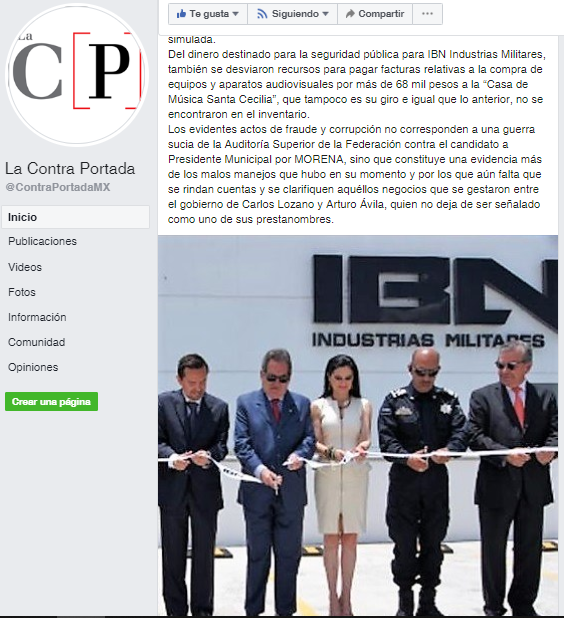 La
C[P]
La Contra Portada
@ContraPortadaMX
Inicio
Publicaciones
Videos
Fotos
Información
Comunidad
Opiniones
Crear una página
Te gusta
Siguiendo
Compartir
simulada.
Del dinero destinado para la seguridad pública para IBN Industrias Militares,
también se desviaron recursos para pagar facturas relativas a la compra de
equipos y aparatos audiovisuales por más de 68 mil pesos a la “Casa de
Música Santa Cecilia”, que tampoco es su giro e igual que lo anterior, no se
encontraron en el inventario.
Los evidentes actos de fraude y corrupción no corresponden a una guerra
sucia de la Auditoría Superior de la Federación contra el candidato a
Presidente Municipal por MORENA, sino que constituye una evidencia más
de los malos manejos que hubo en su momento y por los que aún falta que
se rindan cuentas y se clarifiquen aquéllos negocios que se gestaron entre
el gobierno de Carlos Lozano y Arturo Ávila, quien no deja de ser señalado
como uno de sus prestanombres.
IBN
INDUSTRIAS MILITARES
IBN